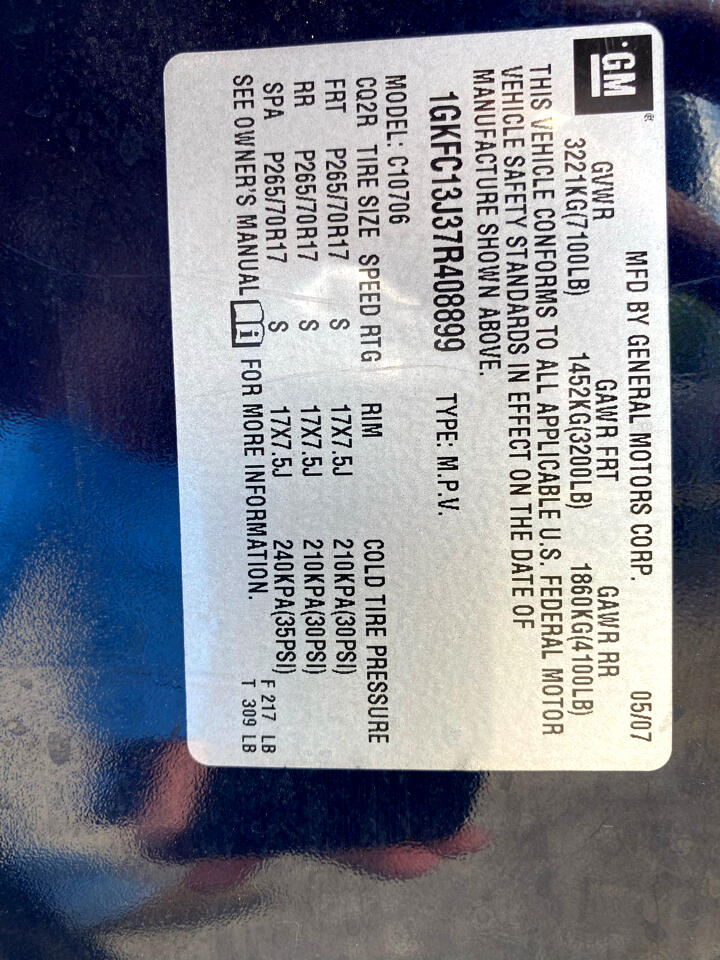 GM®
MFD BY GENERAL MOTORS CORP. 05/07
GVWR GAWR FRT GAWR RR
3221KG(7100LB) 1452KG(3200LB) 1860KG(4100LB)
THIS VEHICLE CONFORMS TO ALL APPLICABLE U.S. FEDERAL MOTOR
VEHICLE SAFETY STANDARDS IN EFFECT ON THE DATE OF
MANUFACTURE SHOWN ABOVE.
1GKFC13J37R408899 TYPE: M.P.V.
MODEL: C10706
CQ2R TIRE SIZE SPEED RTG RIM COLD TIRE PRESSURE
FRT P265/70R17 S 17X7.5J 210KPA(30PSI)
RR P265/70R17 S 17X7.5J 210KPA(30PSI)
SPA P265/70R17 S 17X7.5J 240KPA(35PSI) F 217 LB
SEE OWNER'S MANUAL i FOR MORE INFORMATION. T 309 LB